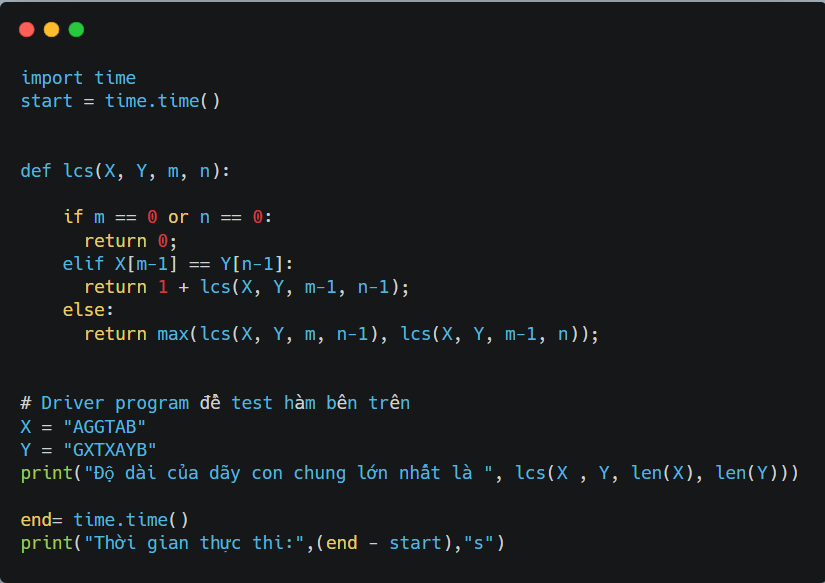 import time
start = time.time()
def lcs(X, Y, m, n):
if m == 0 or n == 0:
return 0;
elif X[m-1] == Y[n-1]:
return 1 + lcs(X, Y, m-1, n-1);
else:
return max(lcs(X, Y, m, n-1), lcs(X, Y, m-1, n));
# Driver program để test hàm bên trên
X = "AGGTAB"
Y = "GXTXAYB"
print("Độ dài của dãy con chung lớn nhất là ", lcs(X , Y, len(X), len(Y)))
end= time.time()
print("Thời gian thực thi:",(end - start),"s")